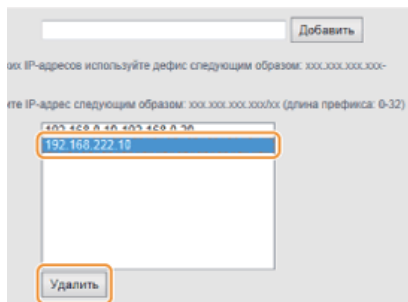 Добавить
ких IP-адресов используйте дефис следующим образом: xxx.xxx.xxx.xxx-
ите IP-адрес следующим образом: xxx.xxx.xxx.xxx/xx (длина префикса: 0-32)
192.168.0.10-192.168.0.20
192.168.222.10
Удалить